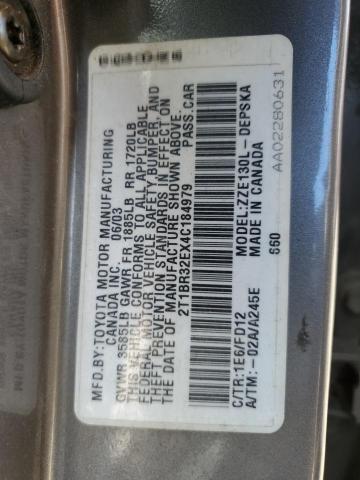 MFD.BY: TOYOTA MOTOR MANUFACTURING
CANADA INC. 06/03
GVWR 3585LB GAWR FR 1885LB RR 1720LB
THIS VEHICLE CONFORMS TO ALL APPLICABLE
FEDERAL MOTOR VEHICLE SAFETY, BUMPER, AND
THEFT PREVENTION STANDARDS IN EFFECT ON
THE DATE OF MANUFACTURE SHOWN ABOVE.
2T1BR32EX4C184979 PASS.CAR
C/TR:1E6/FD12 MODEL: ZZE130L-DEPSKA
A/TM:-02A/A245E MADE IN CANADA
660
AA02280631